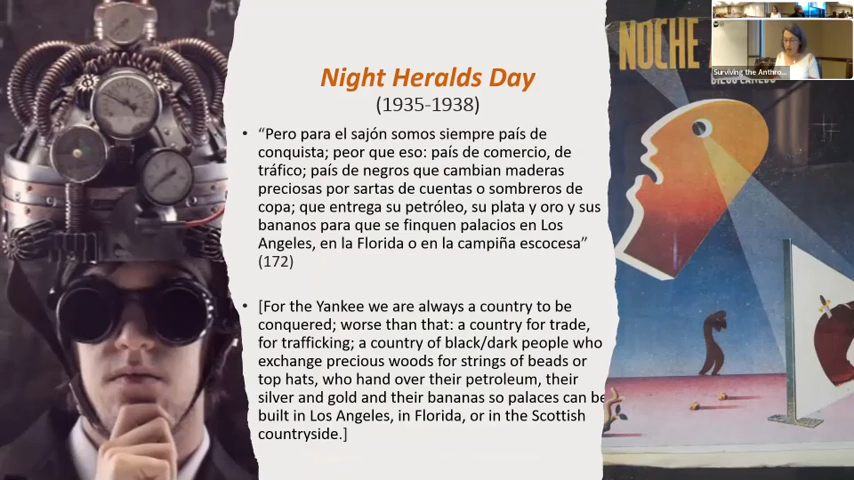 NOCHE
DIEGO CAÑEDO
Surviving the Anthro...
Night Heralds Day
(1935-1938)
• “Pero para el sajón somos siempre país de
conquista; peor que eso: país de comercio, de
tráfico; país de negros que cambian maderas
preciosas por sartas de cuentas o sombreros de
copa; que entrega su petróleo, su plata y oro y sus
bananos para que se finquen palacios en Los
Angeles, en la Florida o en la campiña escocesa”
(172)
• [For the Yankee we are always a country to be
conquered; worse than that: a country for trade,
for trafficking; a country of black/dark people who
exchange precious woods for strings of beads or
top hats, who hand over their petroleum, their
silver and gold and their bananas so palaces can be
built in Los Angeles, in Florida, or in the Scottish
countryside.]